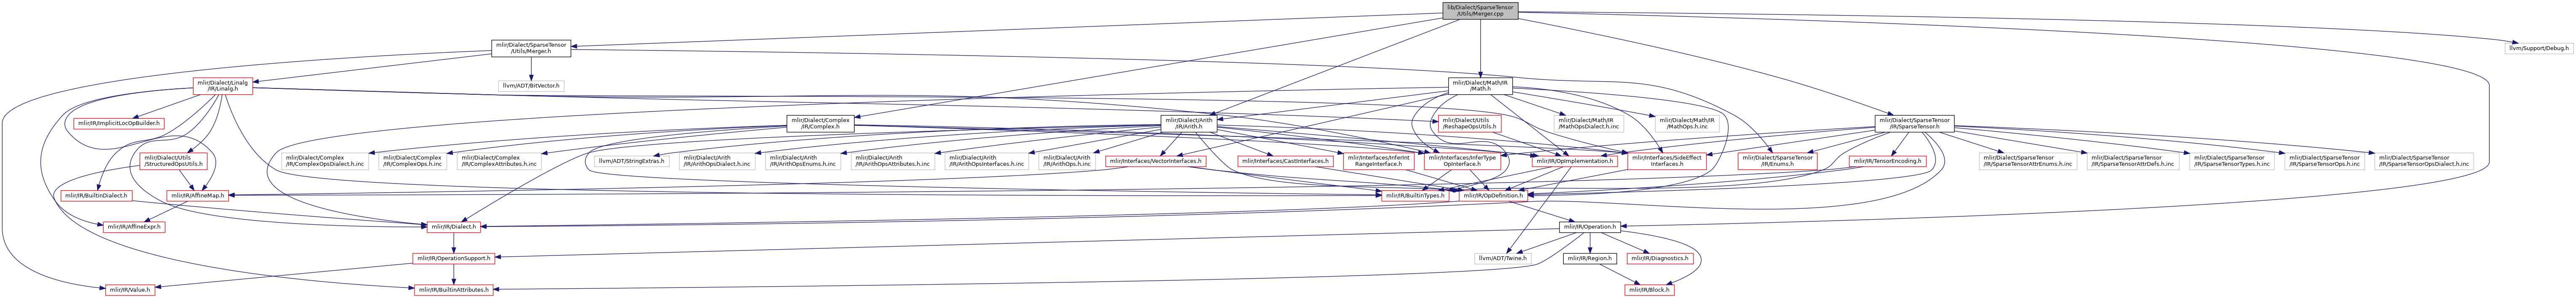 lib/Dialect/SparseTensor
/Utils/Merger.cpp
mlir/Dialect/SparseTensor
/Utils/Merger.h
llvm/Support/Debug.h
mlir/Dialect/Linalg
/IR/Linalg.h
llvm/ADT/BitVector.h
mlir/Dialect/Math/IR
/Math.h
mlir/IR/ImplicitLocOpBuilder.h
mlir/Dialect/Complex
/IR/Complex.h
mlir/Dialect/Arith
/IR/Arith.h
mlir/Dialect/Utils
/ReshapeOpsUtils.h
mlir/Dialect/Math/IR
/MathOpsDialect.h.inc
mlir/Dialect/Math/IR
/MathOps.h.inc
mlir/Dialect/SparseTensor
/IR/SparseTensor.h
mlir/Dialect/Utils
/StructuredOpsUtils.h
mlir/Dialect/Complex
/IR/ComplexOpsDialect.h.inc
mlir/Dialect/Complex
/IR/ComplexOps.h.inc
mlir/Dialect/Complex
/IR/ComplexAttributes.h.inc
llvm/ADT/StringExtras.h
mlir/Dialect/Arith
/IR/ArithOpsDialect.h.inc
mlir/Dialect/Arith
/IR/ArithOpsEnums.h.inc
mlir/Dialect/Arith
/IR/ArithOpsAttributes.h.inc
mlir/Dialect/Arith
/IR/ArithOpsInterfaces.h.inc
mlir/Dialect/Arith
/IR/ArithOps.h.inc
mlir/Interfaces/VectorInterfaces.h
mlir/Interfaces/CastInterfaces.h
mlir/Interfaces/InferInt
RangeInterface.h
mlir/Interfaces/InferType
OpInterface.h
mlir/IR/OpImplementation.h
mlir/Interfaces/SideEffect
Interfaces.h
mlir/Dialect/SparseTensor
/IR/Enums.h
mlir/IR/TensorEncoding.h
mlir/Dialect/SparseTensor
/IR/SparseTensorAttrEnums.h.inc
mlir/Dialect/SparseTensor
/IR/SparseTensorAttrDefs.h.inc
mlir/Dialect/SparseTensor
/IR/SparseTensorTypes.h.inc
mlir/Dialect/SparseTensor
/IR/SparseTensorOps.h.inc
mlir/Dialect/SparseTensor
/IR/SparseTensorOpsDialect.h.inc
mlir/IR/BuiltinDialect.h
mlir/IR/AffineMap.h
mlir/IR/BuiltinTypes.h
mlir/IR/OpDefinition.h
mlir/IR/AffineExpr.h
mlir/IR/Dialect.h
mlir/IR/Operation.h
mlir/IR/OperationSupport.h
llvm/ADT/Twine.h
mlir/IR/Region.h
mlir/IR/Diagnostics.h
mlir/IR/Value.h
mlir/IR/BuiltinAttributes.h
mlir/IR/Block.h